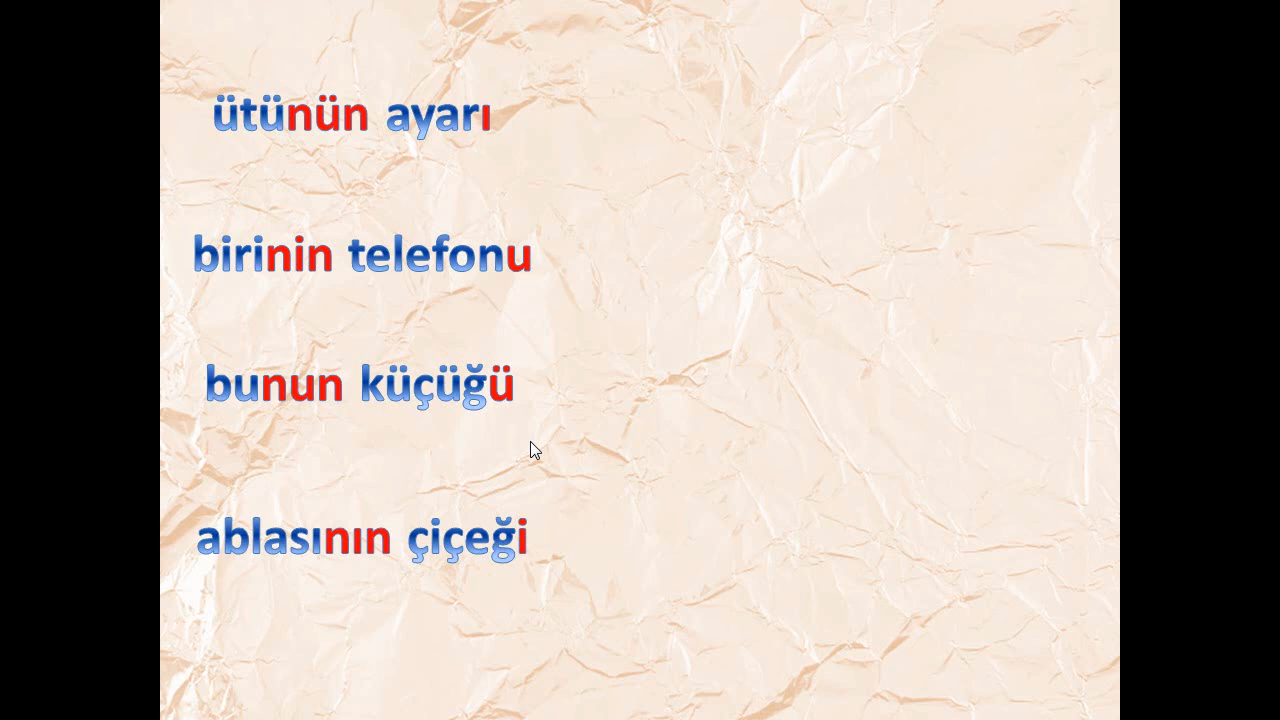 ütünün ayarı
birinin telefonu
bunun küçüğü
ablasının çiçeği